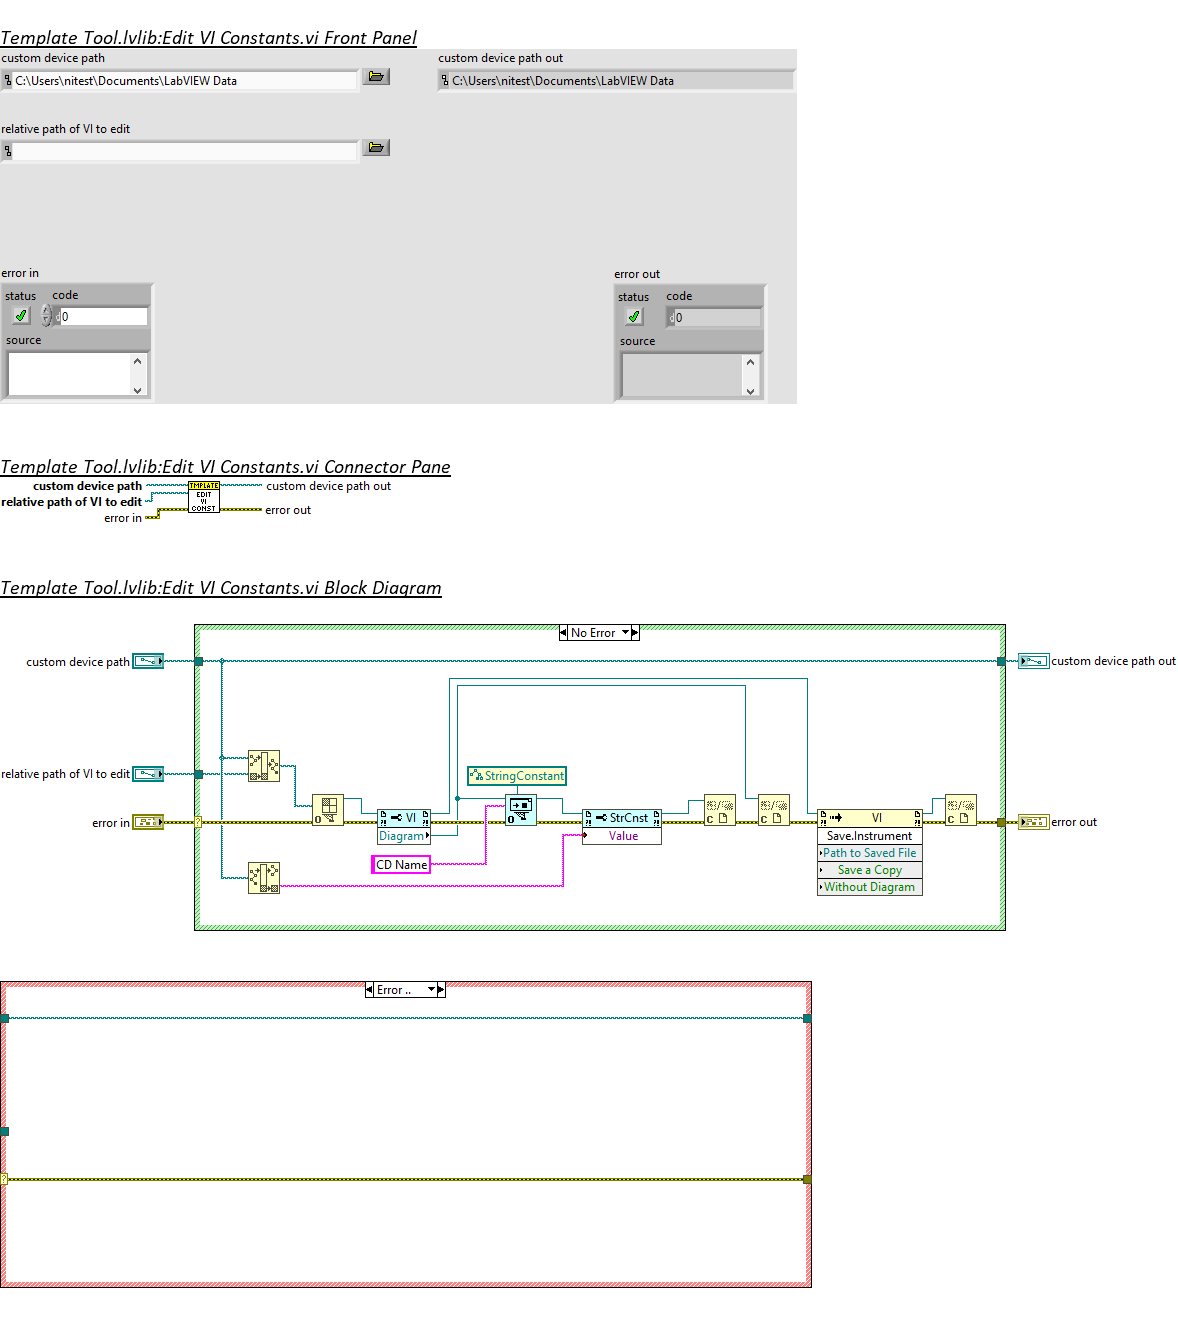 Template Tool.lvlib:Edit VI Constants.vi Front Panel
custom device path
custom device path out
C:\Users\nitest\Documents\LabVIEW Data
C:\Users\nitest\Documents\LabVIEW Data
relative path of VI to edit
error in
error out
status
code
status
code
d
0
d
0
source
source
Template Tool.lvlib:Edit VI Constants.vi Connector Pane
custom device path
TMPLATE
custom device path out
EDIT
relative path of VI to edit
VI
CONST
error out
error in
Template Tool.lvlib:Edit VI Constants.vi Block Diagram
No Error
custom device path
custom device path out
relative path of VI to edit
StringConstant
error in
?
O
VI
O
StrCnst
C
C
VI
C
error out
Diagram
Value
Save.Instrument
Path to Saved File
CD Name
Save a Copy
Without Diagram
Error ..
?